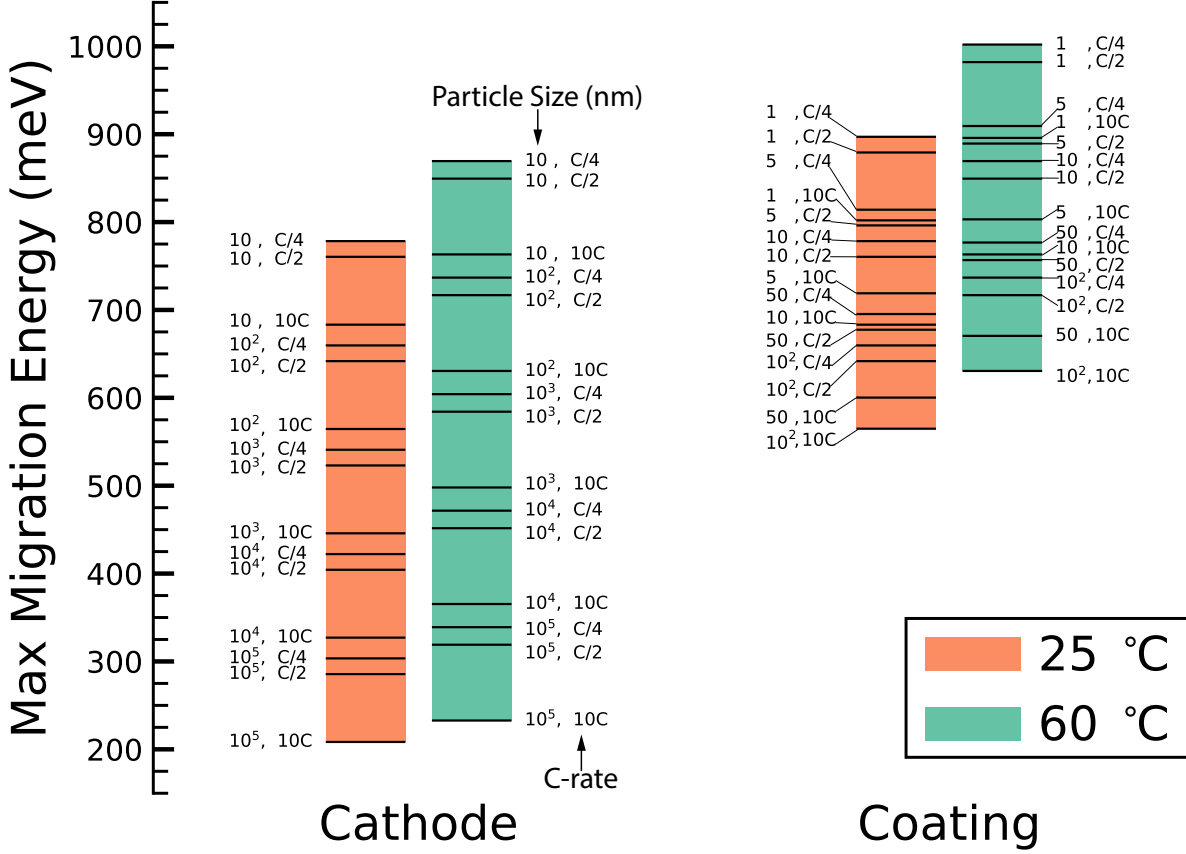 Max Migration Energy (meV)
1000
900
800
700
600
500
400
300
200
Particle Size (nm)
10 , C/4
10 , C/2
10 , 10C
10², C/4
10², C/2
10², 10C
10³, C/4
10³, C/2
10³, 10C
10⁴, C/4
10⁴, C/2
10⁴, 10C
10⁵, C/4
10⁵, C/2
10⁵, 10C
10 , C/4
10 , C/2
10 , 10C
10², C/4
10², C/2
10², 10C
10³, C/4
10³, C/2
10³, 10C
10⁴, C/4
10⁴, C/2
10⁴, 10C
10⁵, C/4
10⁵, C/2
10⁵, 10C
C-rate
Cathode
1 , C/4
1 , C/2
5 , C/4
1 , 10C
5 , C/2
10 , C/4
10 , C/2
5 , 10C
50 , C/4
10 , 10C
50 , C/2
10², C/4
10², C/2
50 , 10C
10², 10C
1 , C/4
1 , C/2
5 , C/4
1 , 10C
5 , C/2
10 , C/4
10 , C/2
5 , 10C
50 , C/4
10 , 10C
50 , C/2
10², C/4
10², C/2
50 , 10C
10², 10C
Coating
25 °C
60 °C